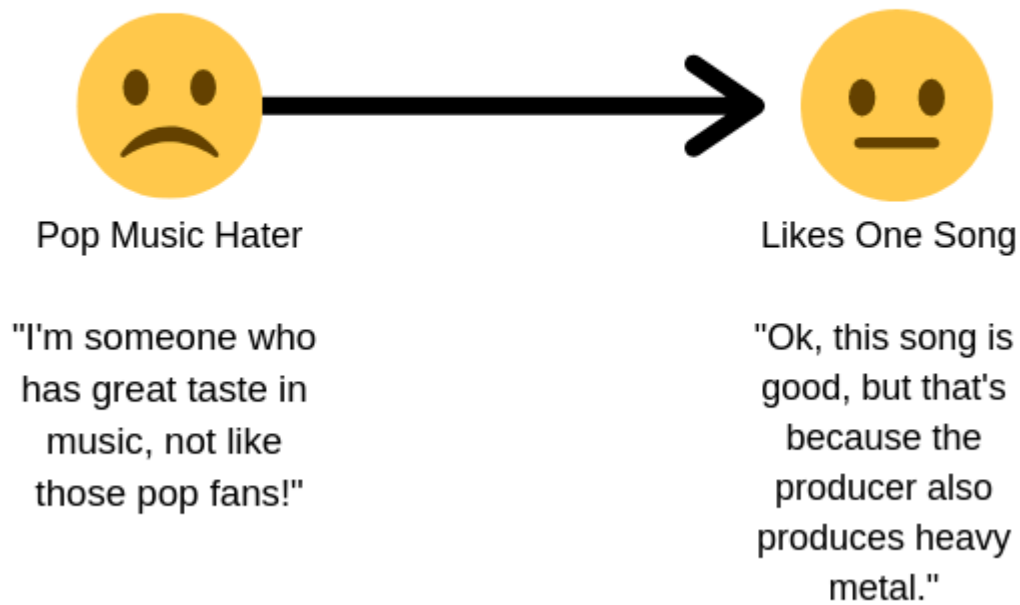 Pop Music Hater
"I'm someone who
has great taste in
music, not like
those pop fans!"
Likes One Song
"Ok, this song is
good, but that's
because the
producer also
produces heavy
metal."